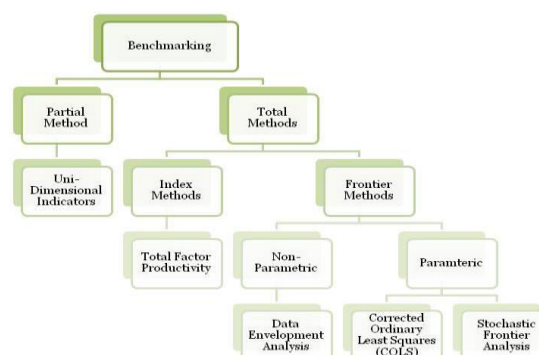 Benchmarking
Partial
Method
Total
Methods
Uni-
Dimensional
Indicators
Index
Methods
Frontier
Methods
Total Factor
Productivity
Non-
Parametric
Paramteric
Data
Envelopment
Analysis
Corrected
Ordinary
Least Squares
(COLS)
Stochastic
Frontier
Analysis